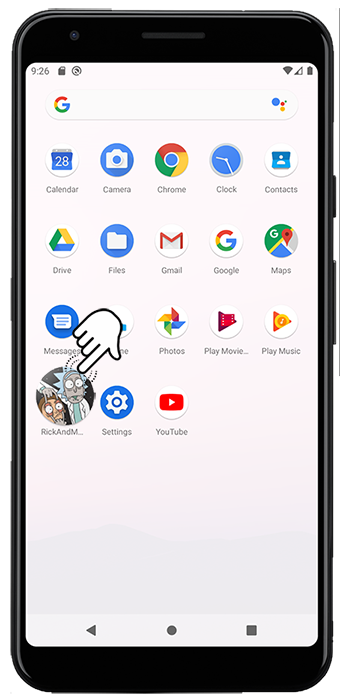 9:26
28
Calendar Camera Chrome Clock Contacts
Drive Files Gmail Google Maps
Messages ne Photos Play Movie... Play Music
RickAndM... Settings YouTube